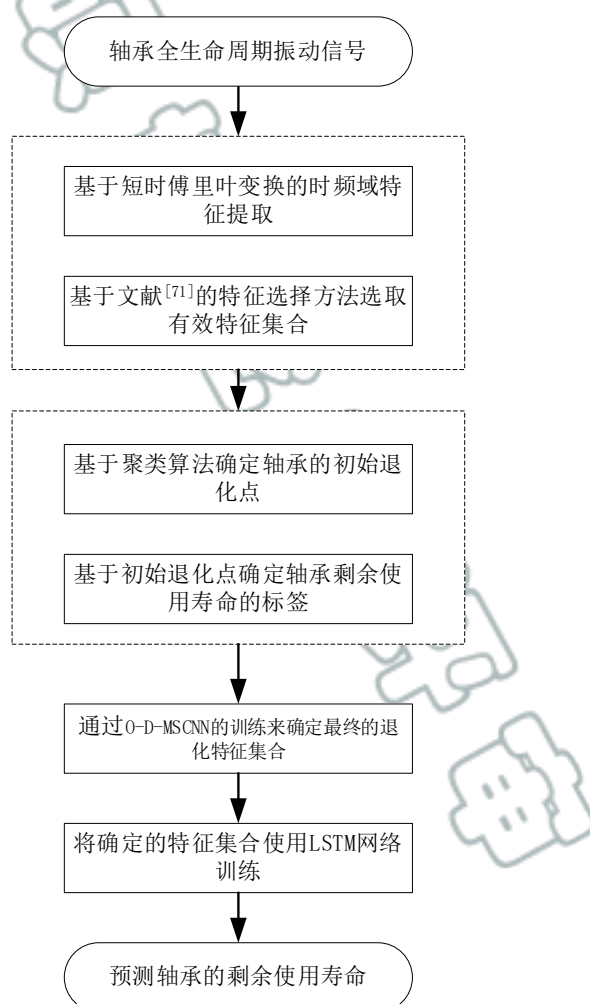 轴承全生命周期振动信号
基于短时傅里叶变换的时频域特
征提取
基于文献[71]的特征选择方法选取
有效特征集合
基于聚类算法确定轴承的初始退
化点
基于初始退化点确定轴承剩余使
用寿命的标签
通过O-D-MSCNN的训练来确定最终的退
化特征集合
将确定的特征集合使用LSTM网络
训练
预测轴承的剩余使用寿命